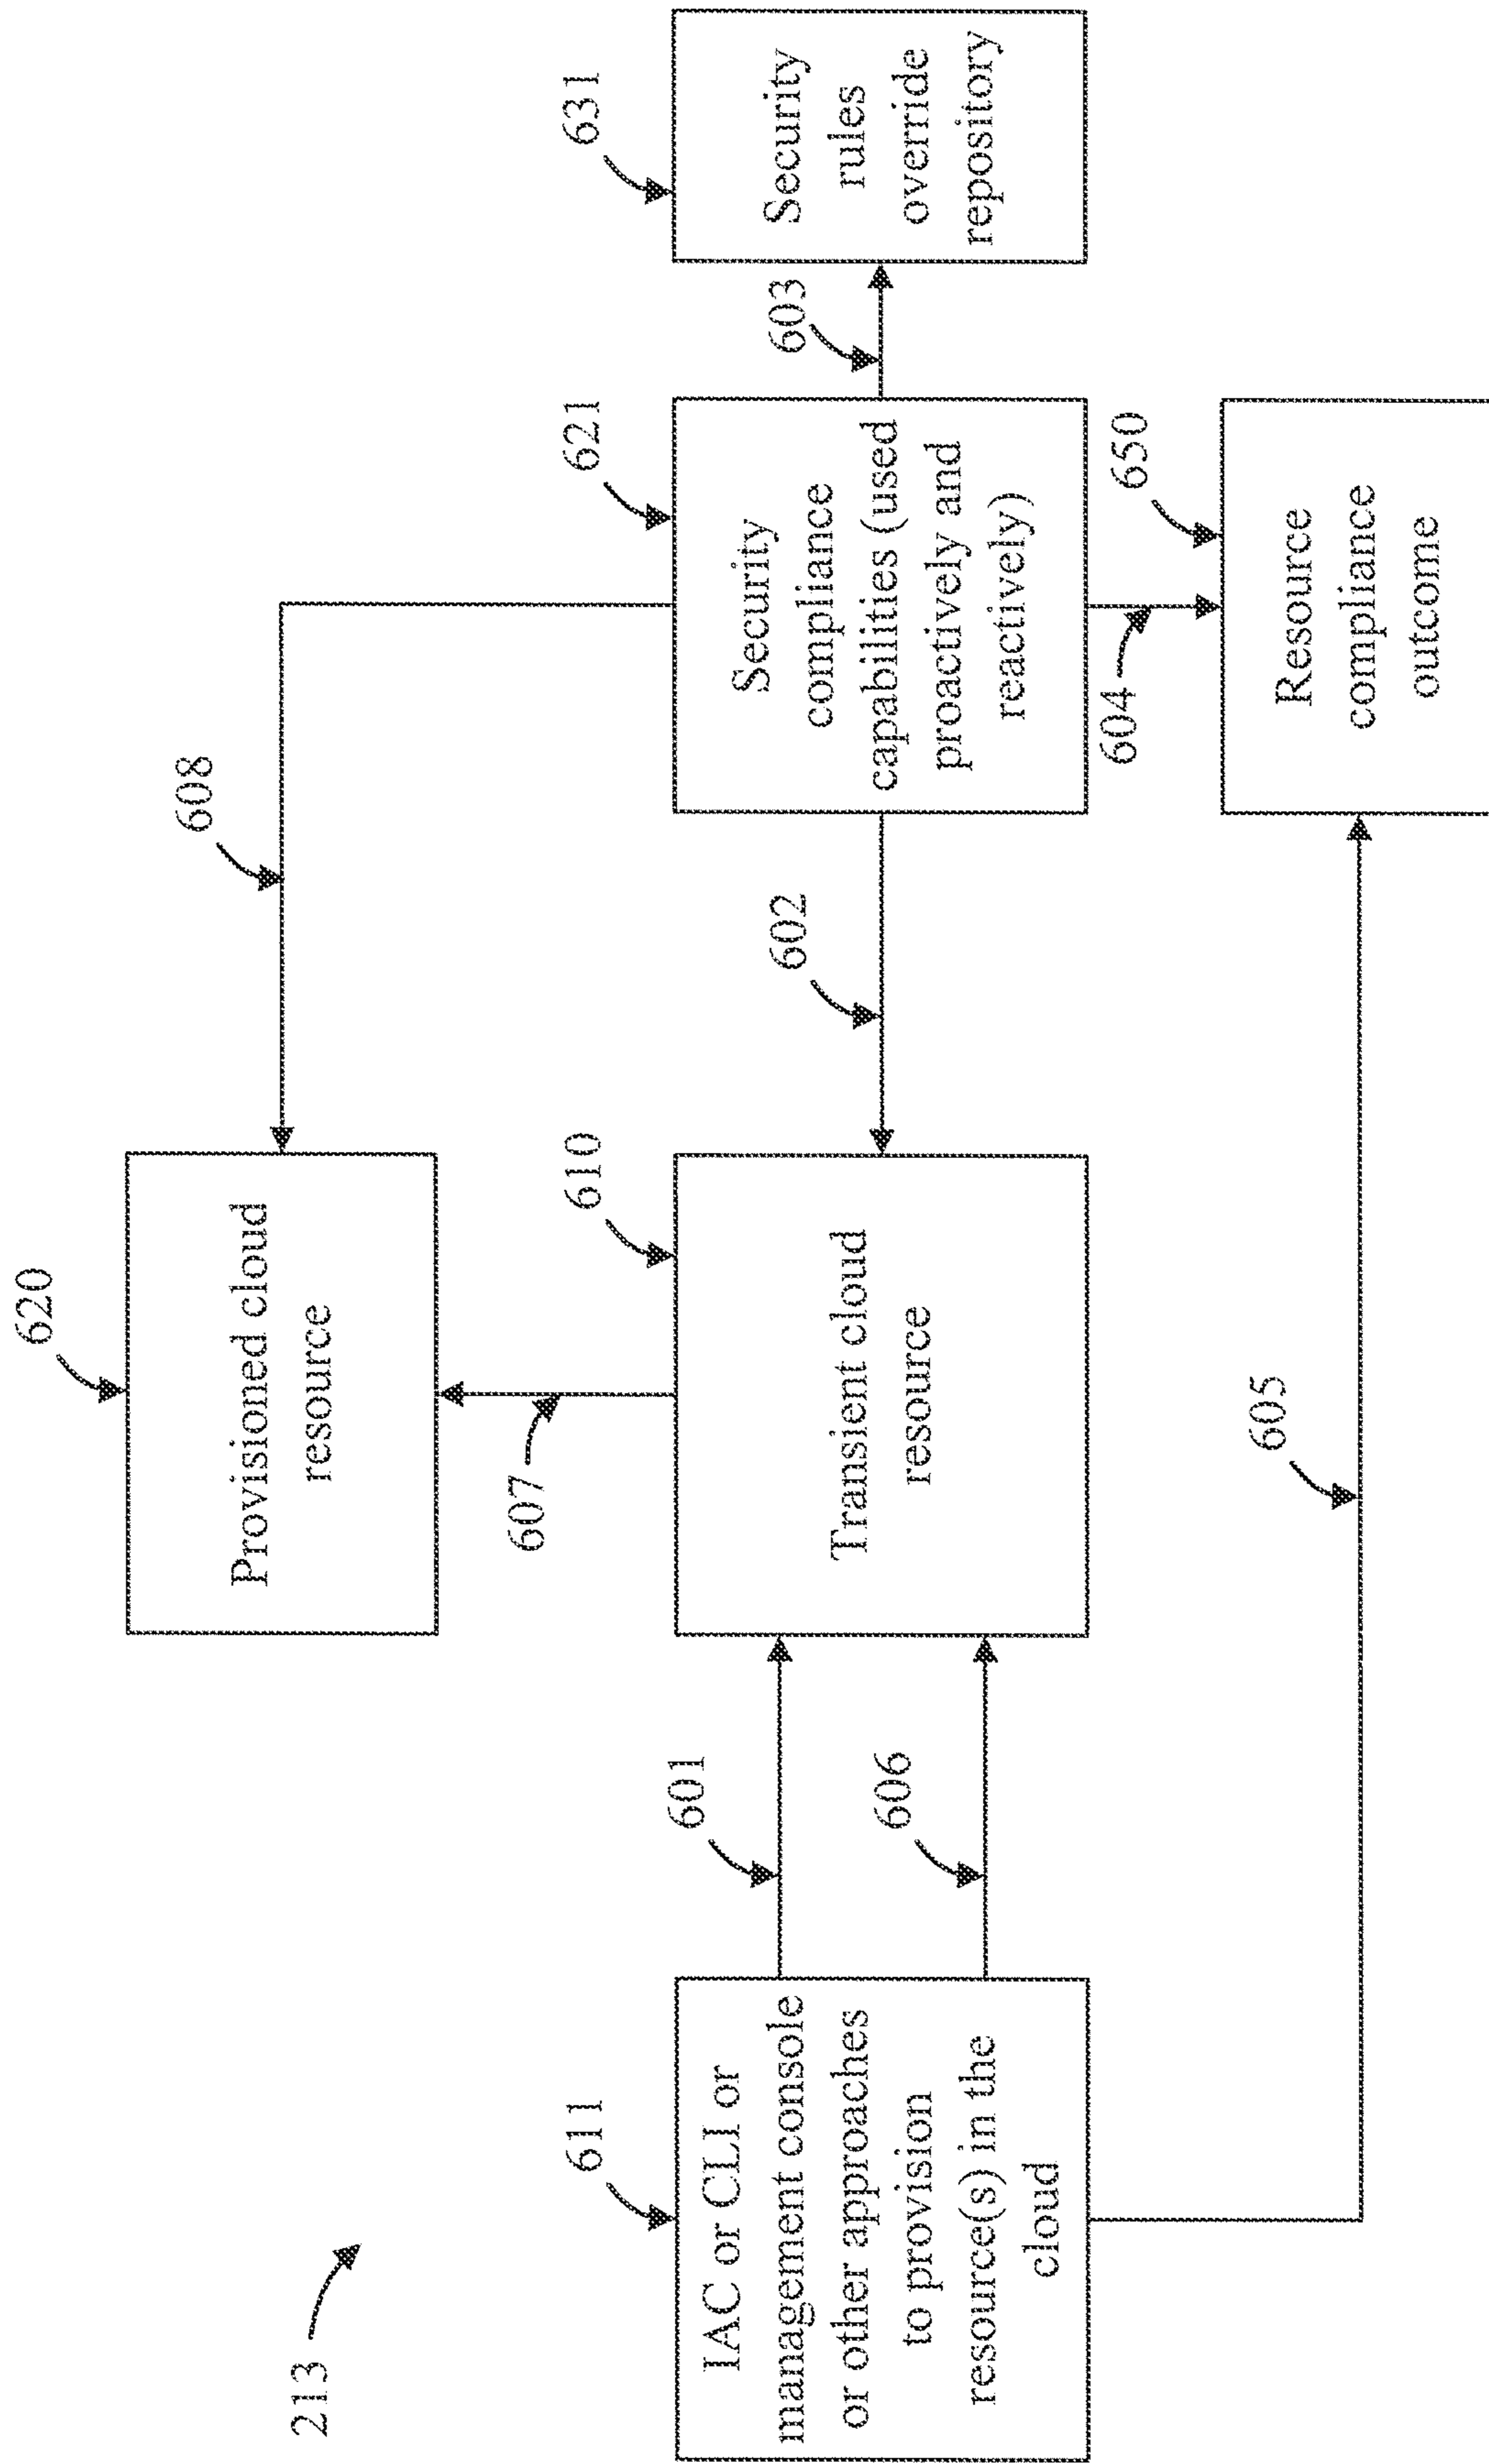 213
620
Provisioned cloud
resource
608
607
611
IAC or CLI or
management console
or other approaches
to provision
resource(s) in the
cloud
601
606
610
Transient cloud
resource
602
621
Security
compliance
capabilities (used
proactively and
reactively)
603
631
Security
rules
override
repository
604
605
650
Resource
compliance
outcome